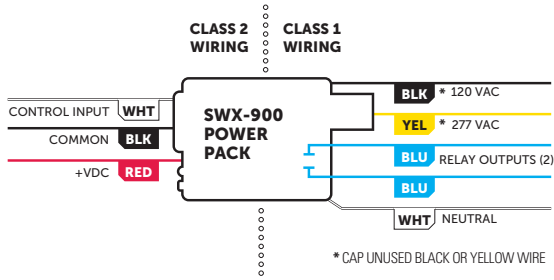 CLASS 2 WIRING
CLASS 1 WIRING
CONTROL INPUT WHT
COMMON BLK
+VDC RED
SWX-900
POWER
PACK
BLK * 120 VAC
YEL * 277 VAC
BLU RELAY OUTPUTS (2)
BLU
WHT NEUTRAL
* CAP UNUSED BLACK OR YELLOW WIRE